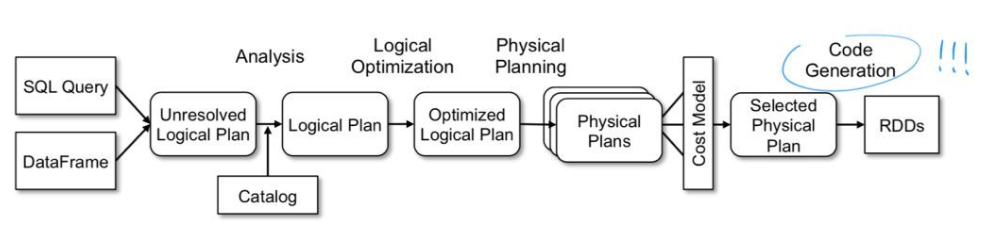 Analysis
Logical
Optimization
Physical
Planning
Code
Generation
!!!
SQL Query
DataFrame
Unresolved
Logical Plan
Catalog
Logical Plan
Optimized
Logical Plan
Physical
Plans
Cost Model
Selected
Physical
Plan
RDDs